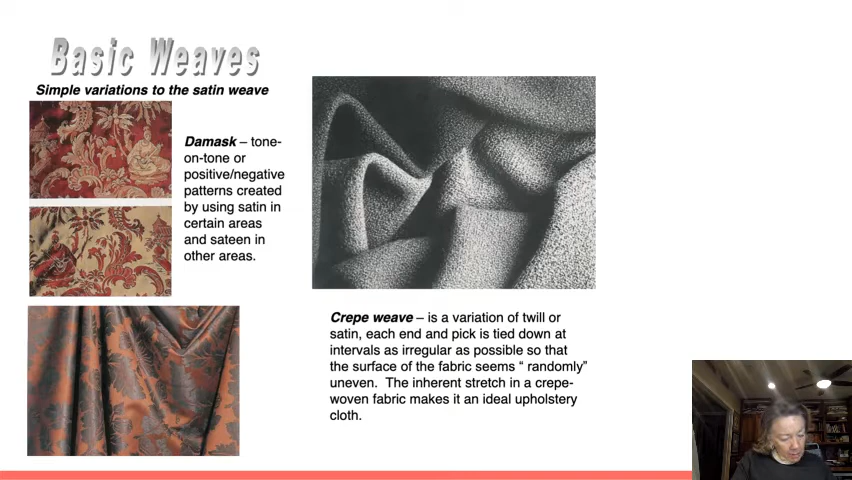 Basic Weaves
Simple variations to the satin weave
Damask – tone-
on-tone or
positive/negative
patterns created
by using satin in
certain areas
and sateen in
other areas.
Crepe weave – is a variation of twill or
satin, each end and pick is tied down at
intervals as irregular as possible so that
the surface of the fabric seems “ randomly”
uneven.  The inherent stretch in a crepe-
woven fabric makes it an ideal upholstery
cloth.